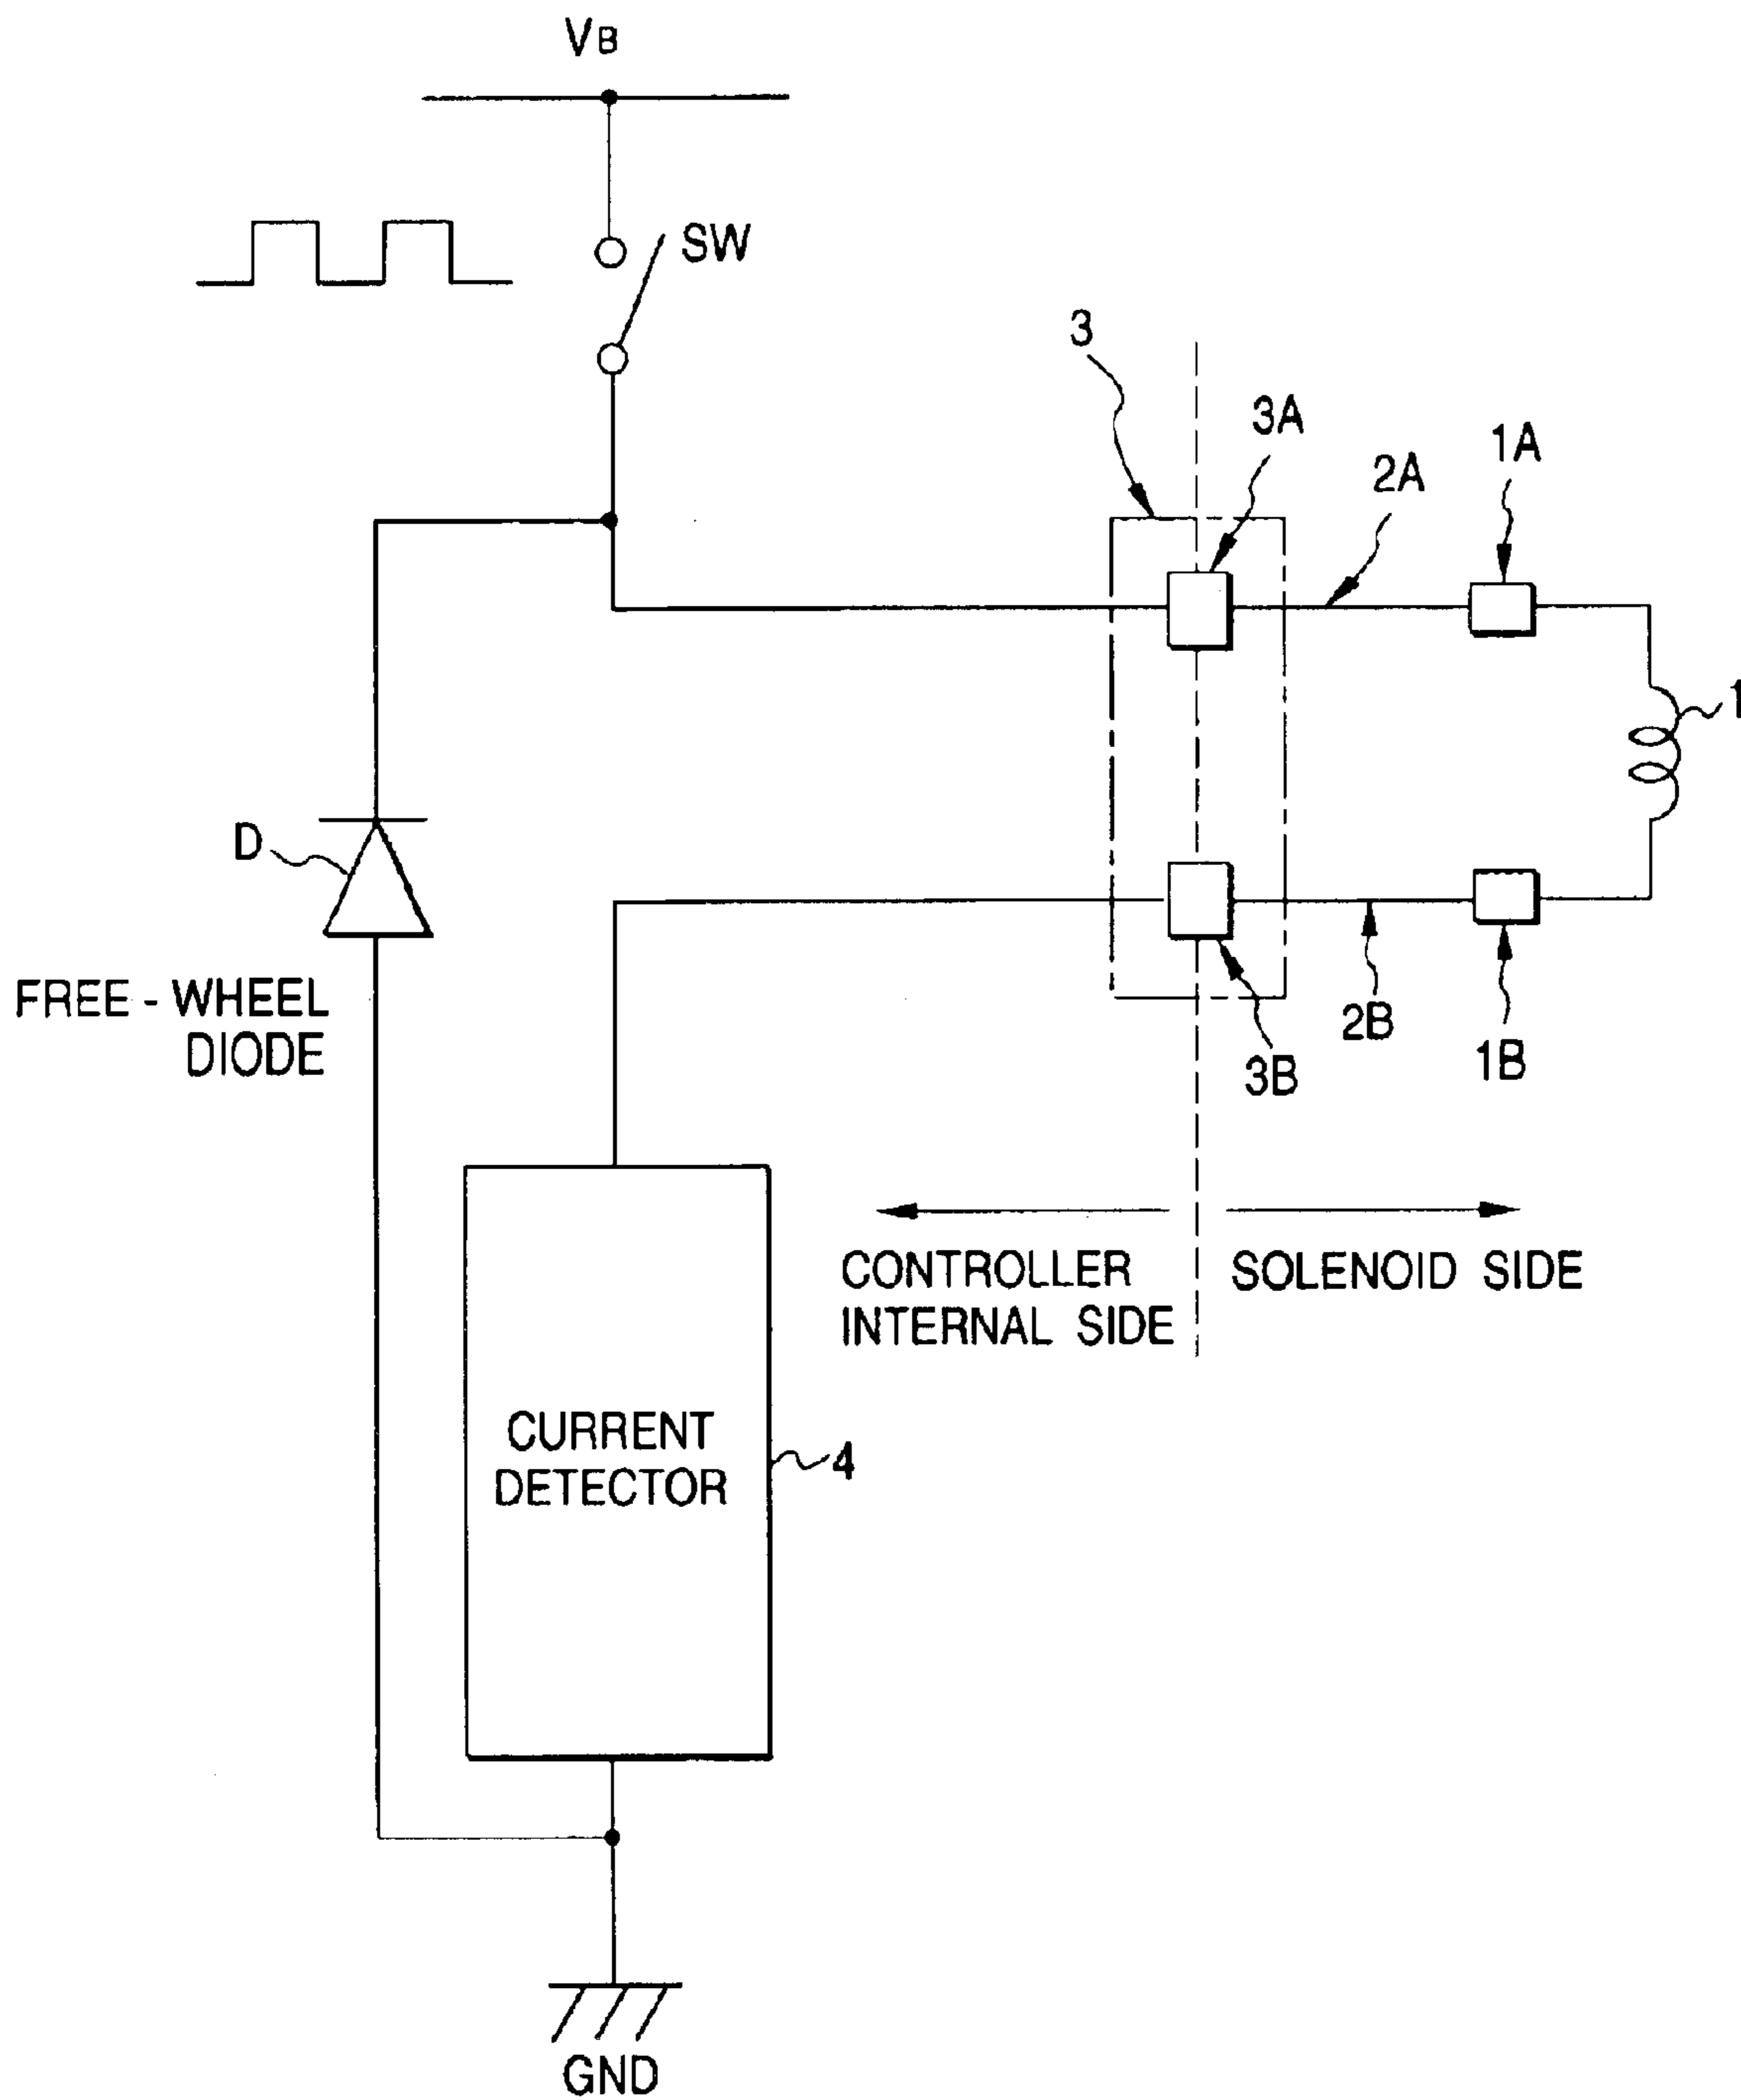 VB
SW
3
3A
2A
1A
1
D
FREE - WHEEL
DIODE
3B
2B
1B
CONTROLLER
INTERNAL SIDE
SOLENOID SIDE
CURRENT
DETECTOR
4
GND